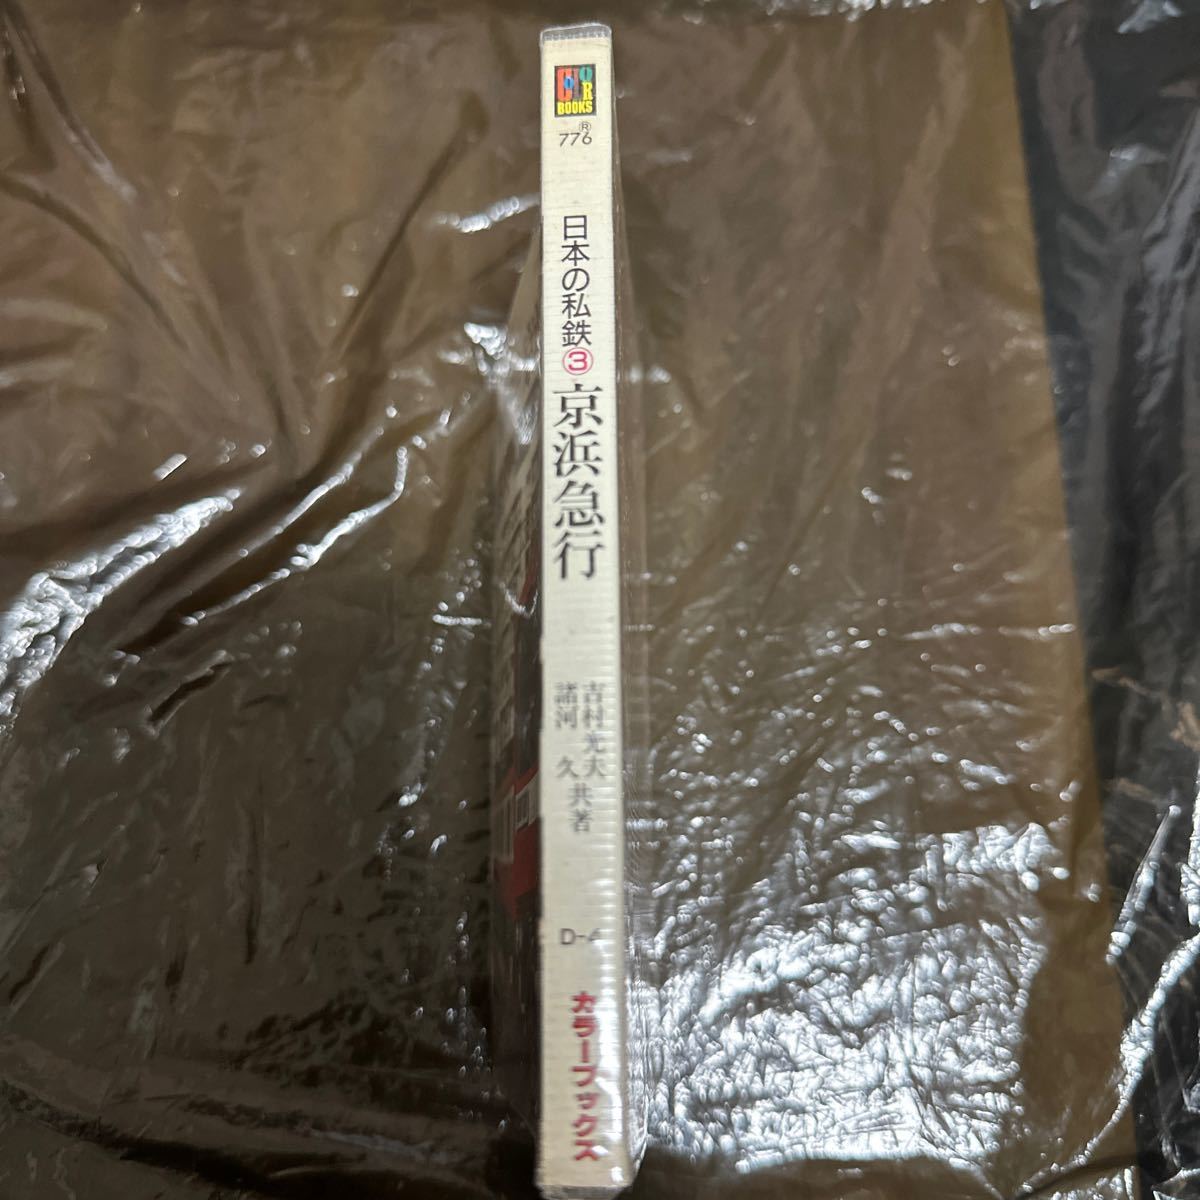 COLOR
BOOKS
®
776
日本の私鉄③京浜急行
吉村光夫
諸河 久 共著
D-4
カラーブックス